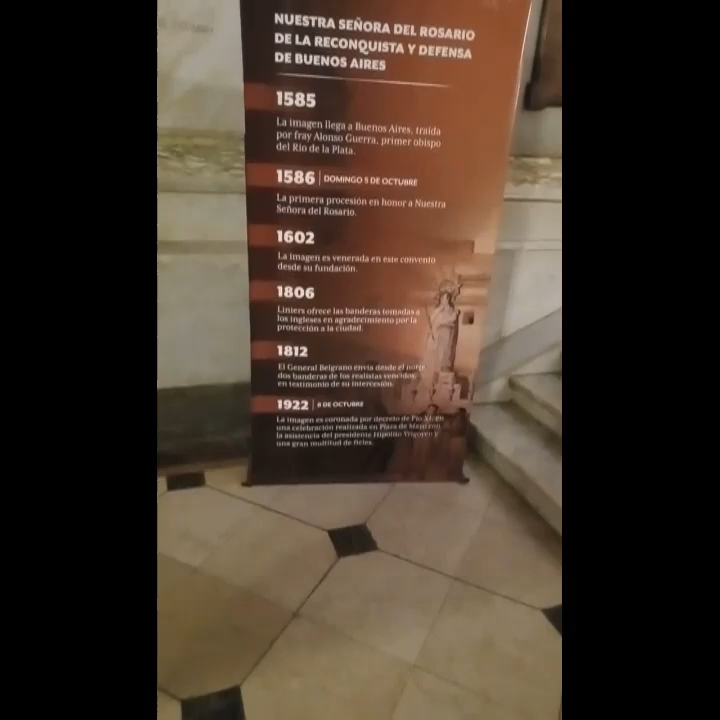 NUESTRA SEÑORA DEL ROSARIO
DE LA RECONQUISTA Y DEFENSA
DE BUENOS AIRES
1585
La imagen llega a Buenos Aires, traída
por fray Alonso Guerra, primer obispo
del Río de la Plata.
1586 | DOMINGO 5 DE OCTUBRE
La primera procesión en honor a Nuestra
Señora del Rosario.
1602
La imagen es venerada en este convento
desde su fundación.
1806
Liniers ofrece las banderas tomadas a
los ingleses en agradecimiento por la
protección a la ciudad.
1812
El General Belgrano envía desde el norte
dos banderas de los realistas vencidos,
en testimonio de su intercesión.
1922 | 8 DE OCTUBRE
La imagen es coronada por decreto de Pío XI, en
una celebración realizada en Plaza de Mayo con
la asistencia del presidente Hipólito Yrigoyen y
una gran multitud de fieles.